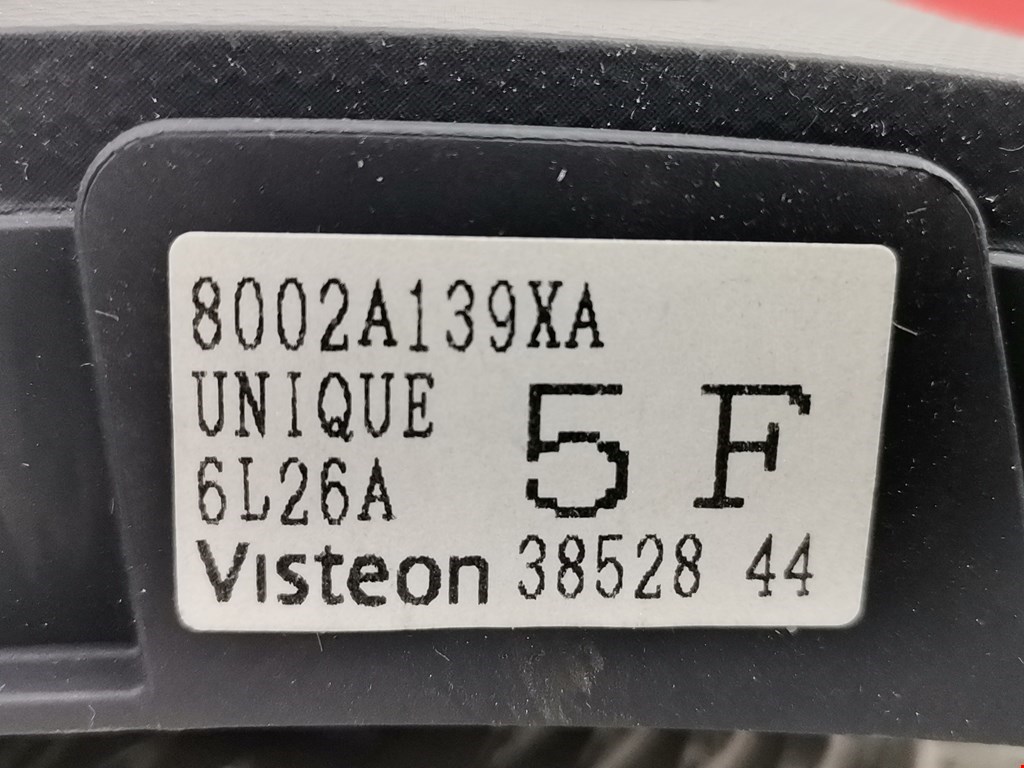 8002A139XA
UNIQUE
6L26A
5 F
Visteon 38528 44